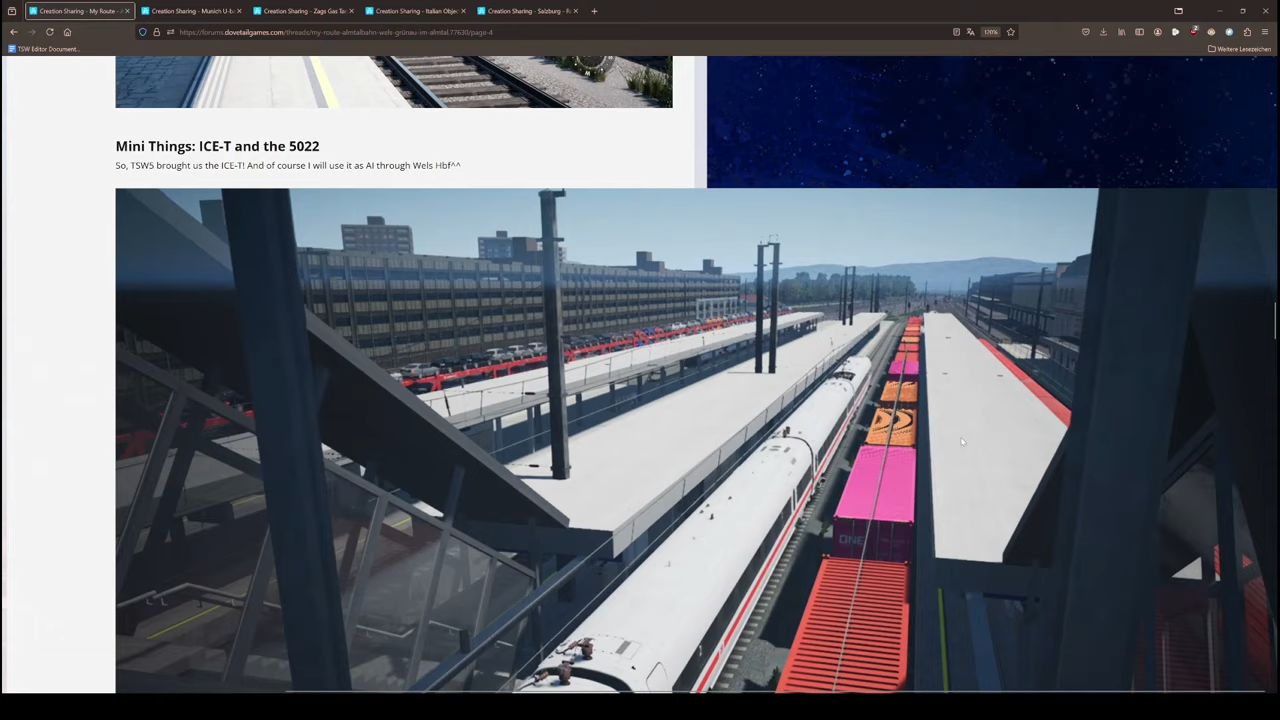 Creation Sharing - My Route - A
Creation Sharing - Munich U-b
Creation Sharing - Zags Gas Ta
Creation Sharing - Italian Obje
Creation Sharing - Salzburg - F
https://forums.dovetailgames.com/threads/my-route-almtalbahn-wels-grünau-im-almtal.77630/page-4
120%
TSW Editor Document...
Weitere Lesezeichen
Mini Things: ICE-T and the 5022
So, TSW5 brought us the ICE-T! And of course I will use it as AI through Wels Hbf^^
ONE